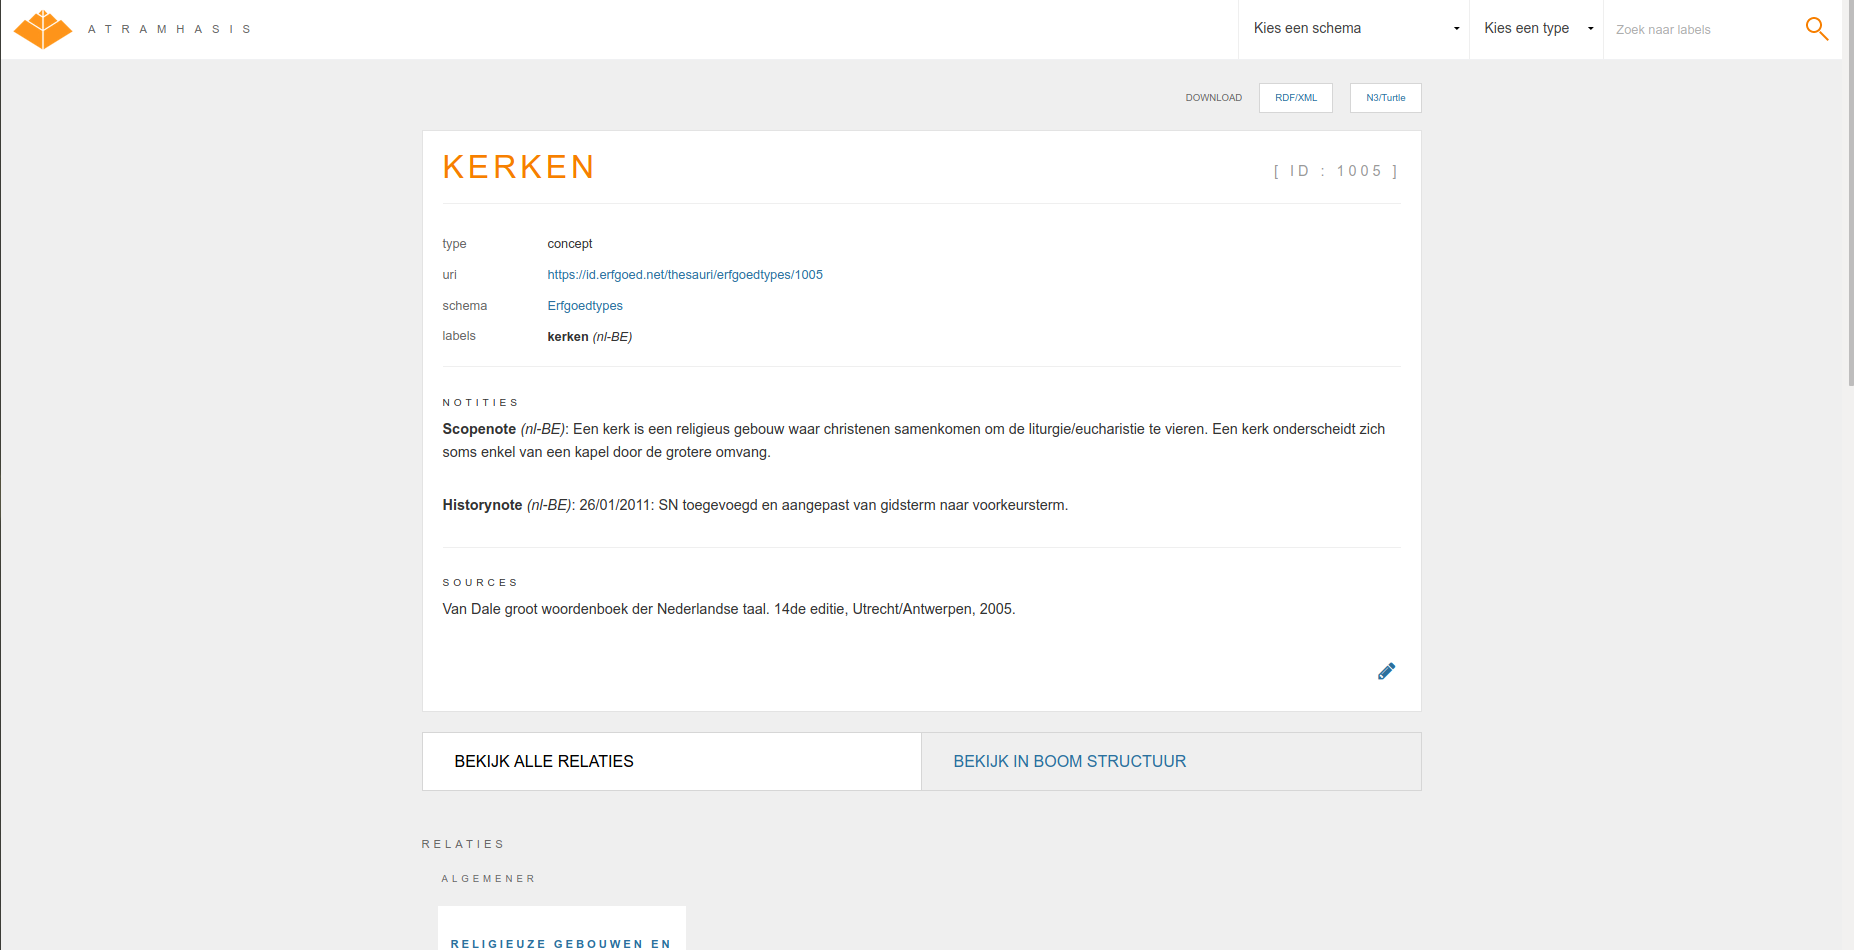 ATRAMHASIS
Kies een schema
Kies een type
Zoek naar labels
DOWNLOAD
RDF/XML
N3/Turtle
KERKEN
[ ID : 1005 ]
type concept
uri https://id.erfgoed.net/thesauri/erfgoedtypes/1005
schema Erfgoedtypes
labels kerken (nl-BE)
NOTITIES
Scopenote (nl-BE): Een kerk is een religieus gebouw waar christenen samenkomen om de liturgie/eucharistie te vieren. Een kerk onderscheidt zich
soms enkel van een kapel door de grotere omvang.
Historynote (nl-BE): 26/01/2011: SN toegevoegd en aangepast van gidsterm naar voorkeursterm.
SOURCES
Van Dale groot woordenboek der Nederlandse taal. 14de editie, Utrecht/Antwerpen, 2005.
BEKIJK ALLE RELATIES
BEKIJK IN BOOM STRUCTUUR
RELATIES
ALGEMENER
RELIGIEUZE GEBOUWEN EN